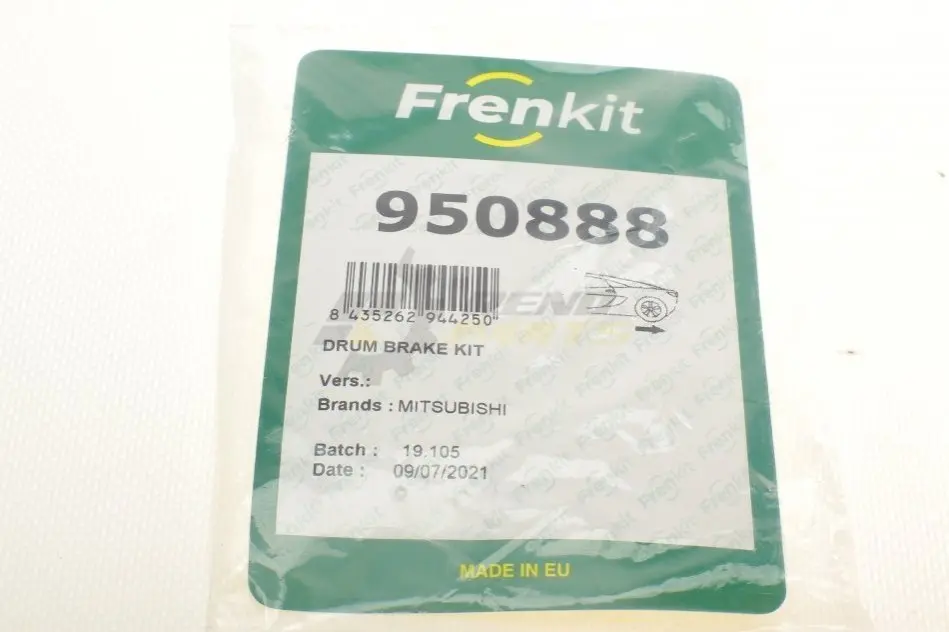 Frenkit
950888
8 435262 944250
DRUM BRAKE KIT
Vers.:
Brands : MITSUBISHI
Batch : 19.105
Date : 09/07/2021
MADE IN EU